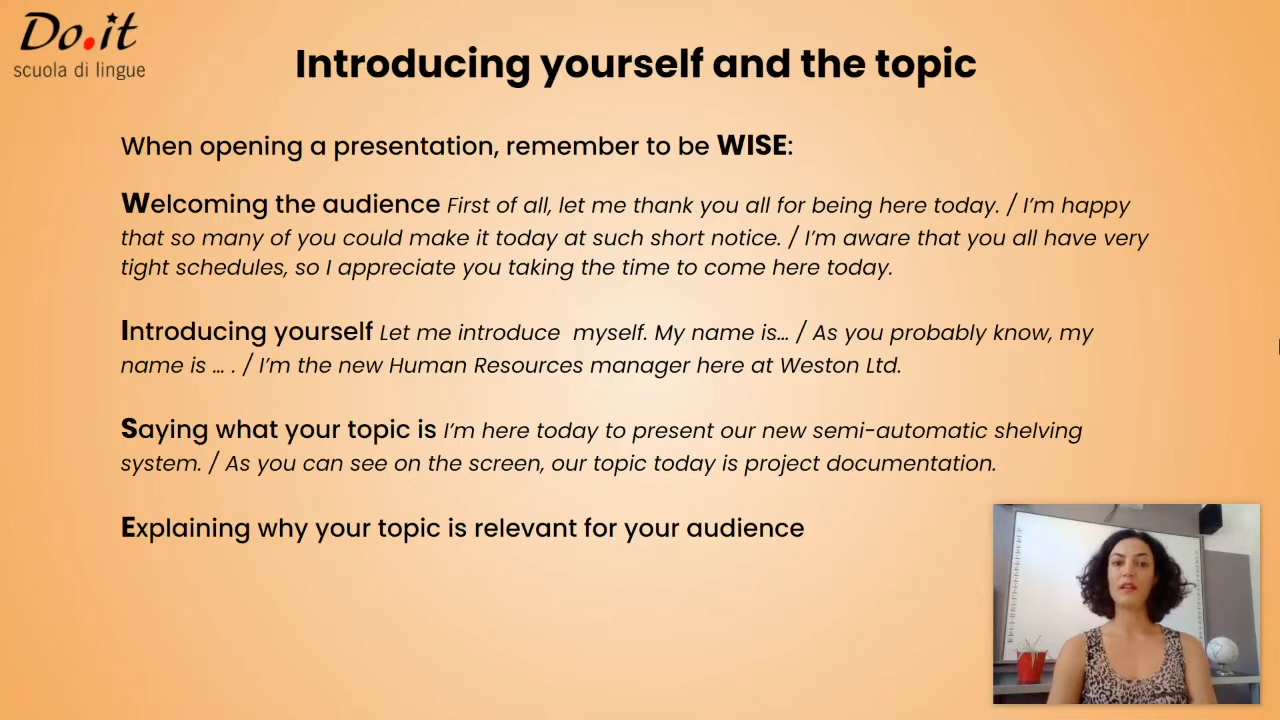 Do.it
scuola di lingue
Introducing yourself and the topic
When opening a presentation, remember to be WISE:
Welcoming the audience First of all, let me thank you all for being here today. / I'm happy
that so many of you could make it today at such short notice. / I'm aware that you all have very
tight schedules, so I appreciate you taking the time to come here today.
Introducing yourself Let me introduce  myself. My name is... / As you probably know, my
name is ... . / I'm the new Human Resources manager here at Weston Ltd.
Saying what your topic is I'm here today to present our new semi-automatic shelving
system. / As you can see on the screen, our topic today is project documentation.
Explaining why your topic is relevant for your audience